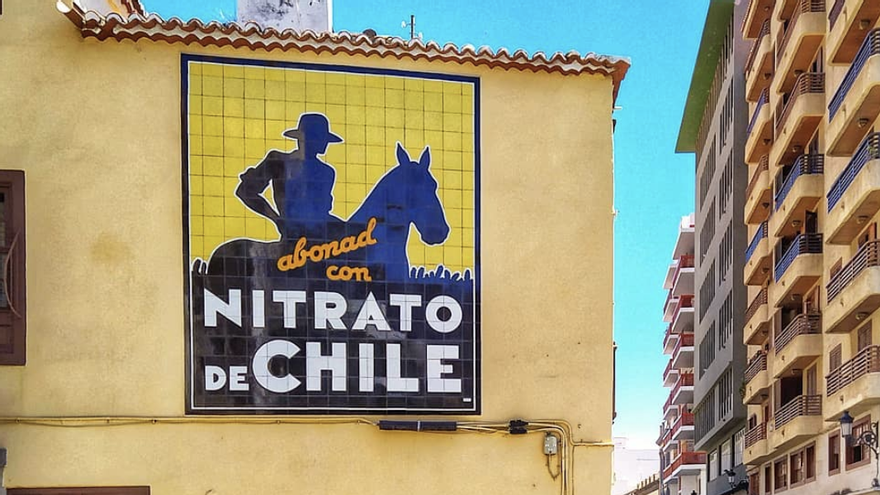 abonad
con
NITRATO
DE CHILE